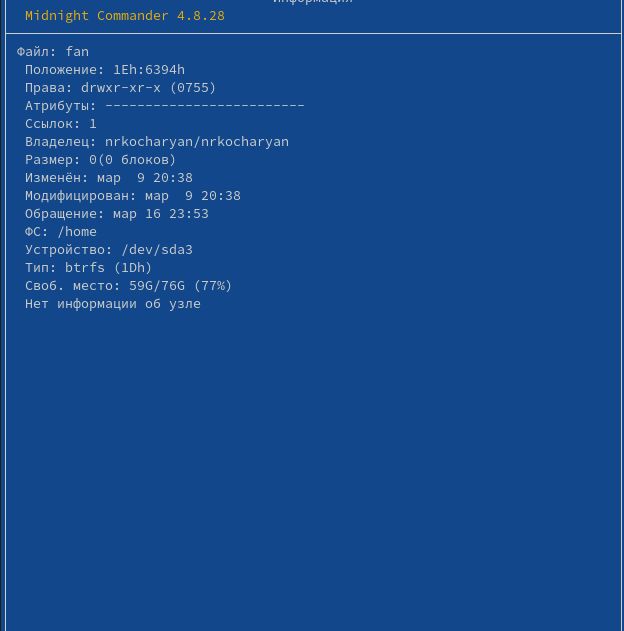 Информация
Midnight Commander 4.8.28
Файл: fan
Положение: 1Eh:6394h
Права: drwxr-xr-x (0755)
Атрибуты: -------------------------
Ссылок: 1
Владелец: nrkocharyan/nrkocharyan
Размер: 0(0 блоков)
Изменён: мар  9 20:38
Модифицирован: мар  9 20:38
Обращение: мар 16 23:53
ФС: /home
Устройство: /dev/sda3
Тип: btrfs (1Dh)
Своб. место: 59G/76G (77%)
Нет информации об узле